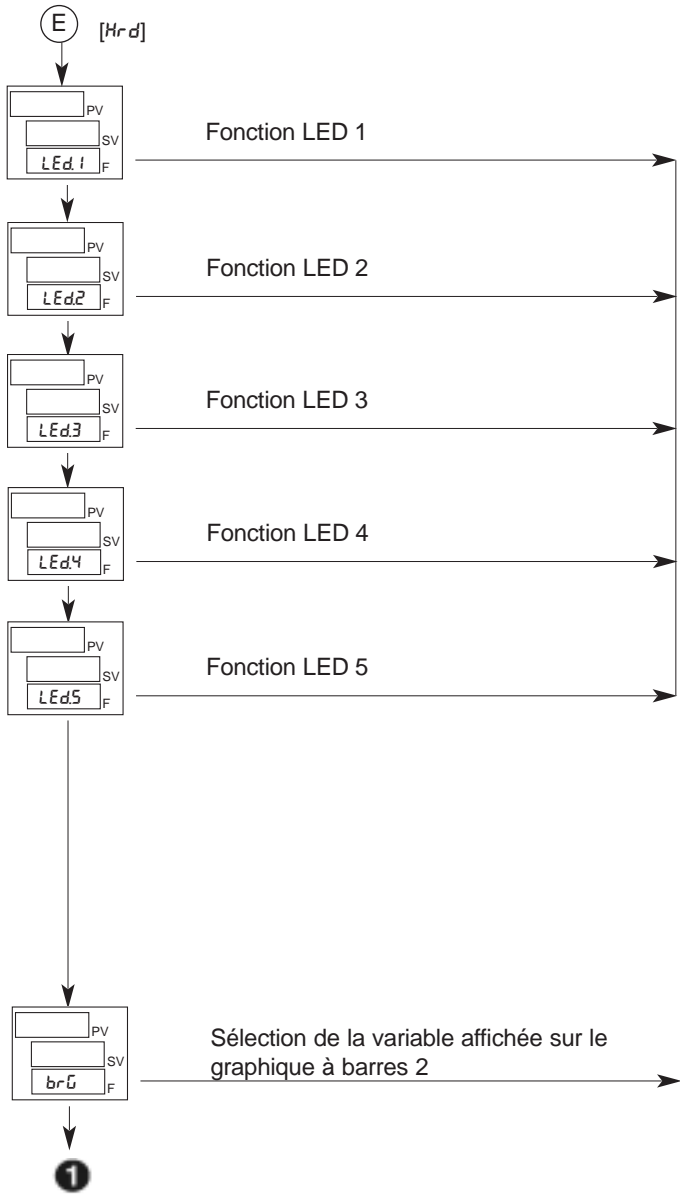 E [Hrd]
PV
SV
LEd.1 F
Fonction LED 1
PV
SV
LEd.2 F
Fonction LED 2
PV
SV
LEd.3 F
Fonction LED 3
PV
SV
LEd.4 F
Fonction LED 4
PV
SV
LEd.5 F
Fonction LED 5
PV
SV
brG F
Sélection de la variable affichée sur le
graphique à barres 2
1